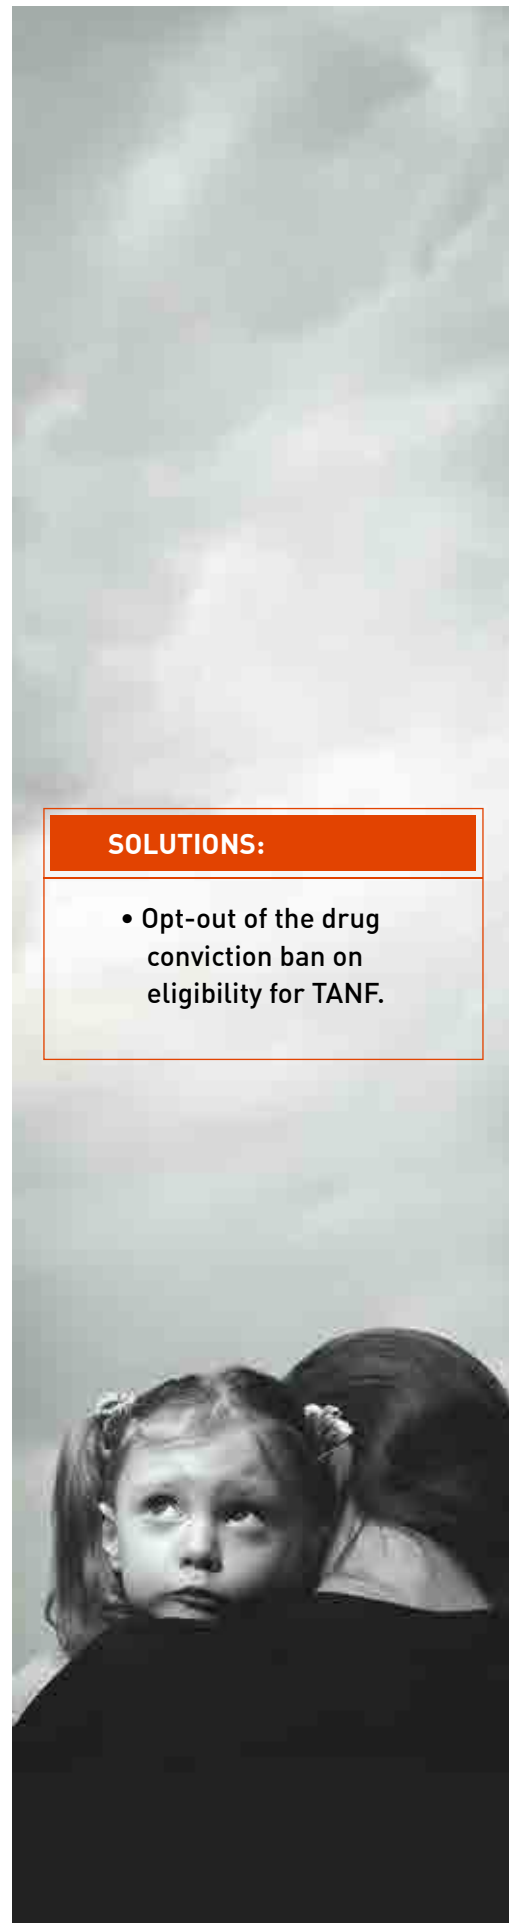 SOLUTIONS:
• Opt-out of the drug
conviction ban on
eligibility for TANF.